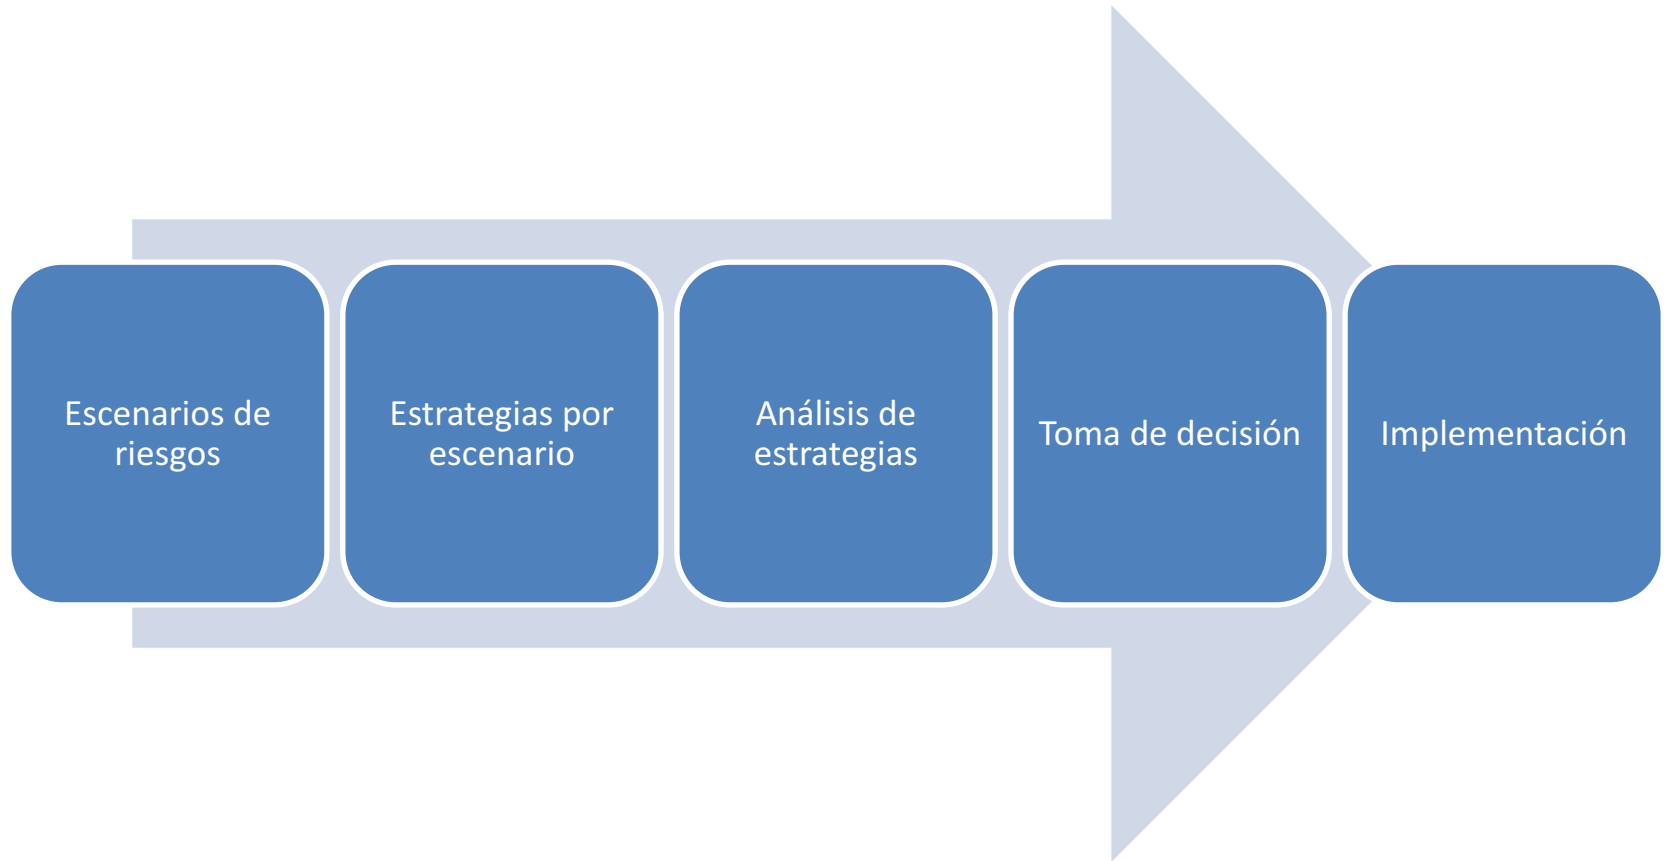 Escenarios de
riesgos
Estrategias por
escenario
Análisis de
estrategias
Toma de decisión
Implementación